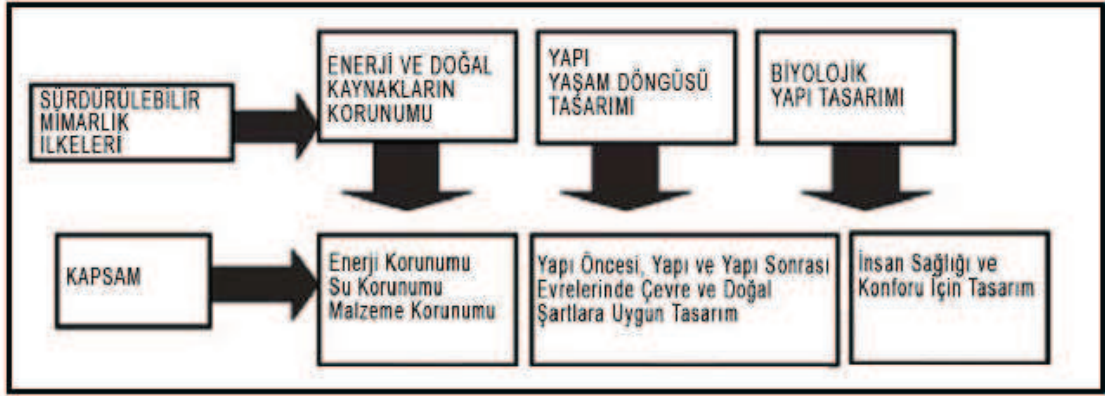 SÜRDÜRÜLEBİLİR
MİMARLIK
İLKELERİ
ENERJİ VE DOĞAL
KAYNAKLARIN
KORUNUMU
YAPI
YAŞAM DÖNGÜSÜ
TASARIMI
BİYOLOJİK
YAPI TASARIMI
KAPSAM
Enerji Korunumu
Su Korunumu
Malzeme Korunumu
Yapı Öncesi, Yapı ve Yapı Sonrası
Evrelerinde Çevre ve Doğal
Şartlara Uygun Tasarım
İnsan Sağlığı ve
Konforu İçin Tasarım